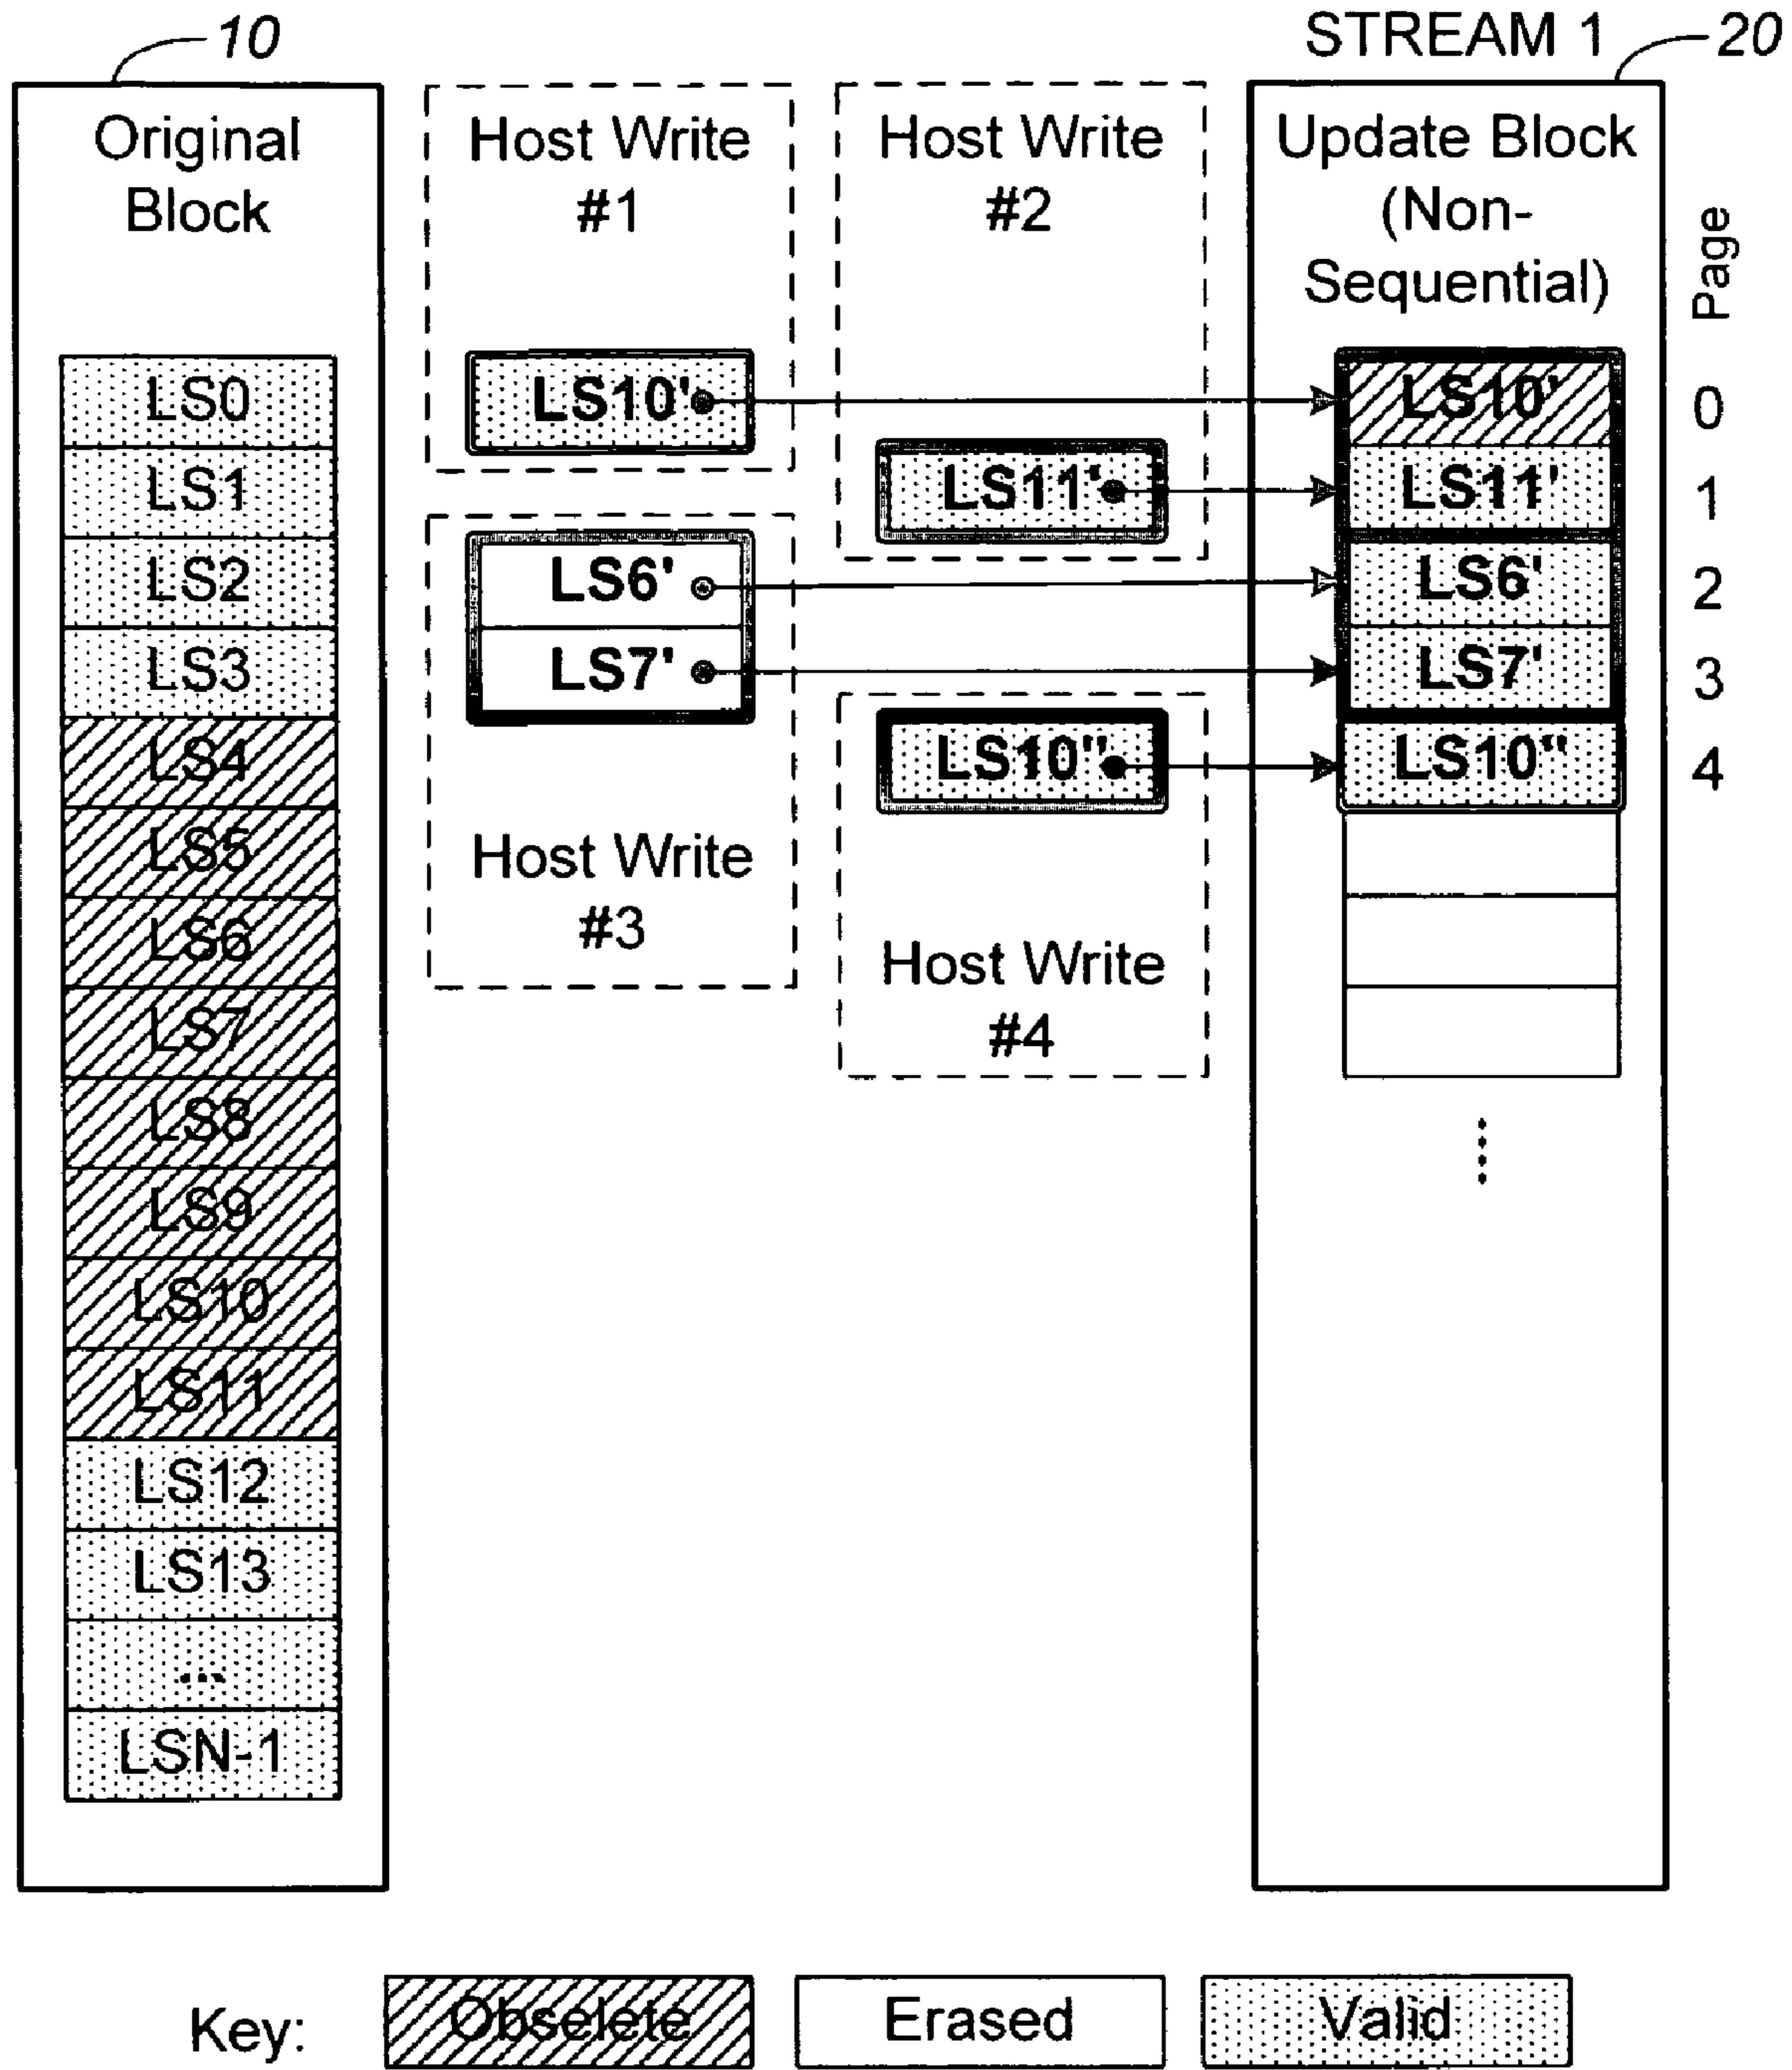 10
STREAM 1
20
Original
Block
LS0
LS1
LS2
LS3
LS4
LS5
LS6
LS7
LS8
LS9
LS10
LS11
LS12
LS13
...
LSN-1
Host Write
#1
LS10'
Host Write
#2
LS11'
LS6'
LS7'
Host Write
#3
LS10"
Host Write
#4
Update Block
(Non-
Sequential)
LS10'
LS11'
LS6'
LS7'
LS10"
Page
0
1
2
3
4
Key:
Obselete
Erased
Valid